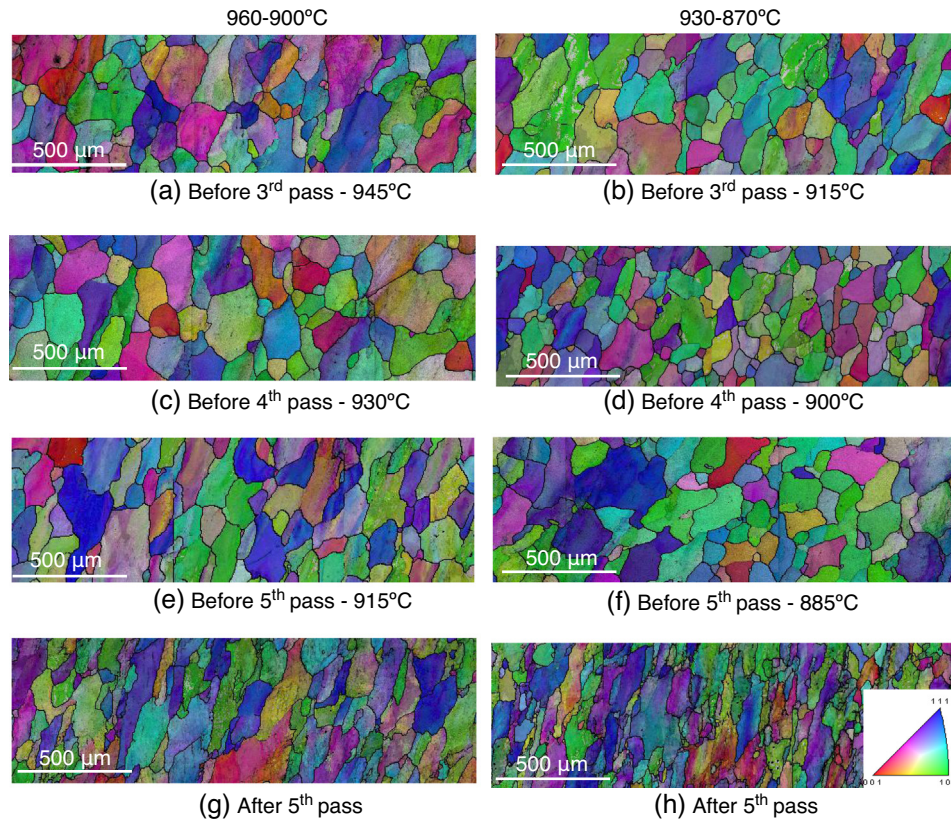 960-900ºC
930-870ºC
500 µm
500 µm
(a) Before 3rd pass - 945ºC
(b) Before 3rd pass - 915ºC
500 µm
500 µm
(c) Before 4th pass - 930ºC
(d) Before 4th pass - 900ºC
500 µm
500 µm
(e) Before 5th pass - 915ºC
(f) Before 5th pass - 885ºC
500 µm
500 µm
111
001
(g) After 5th pass
(h) After 5th pass